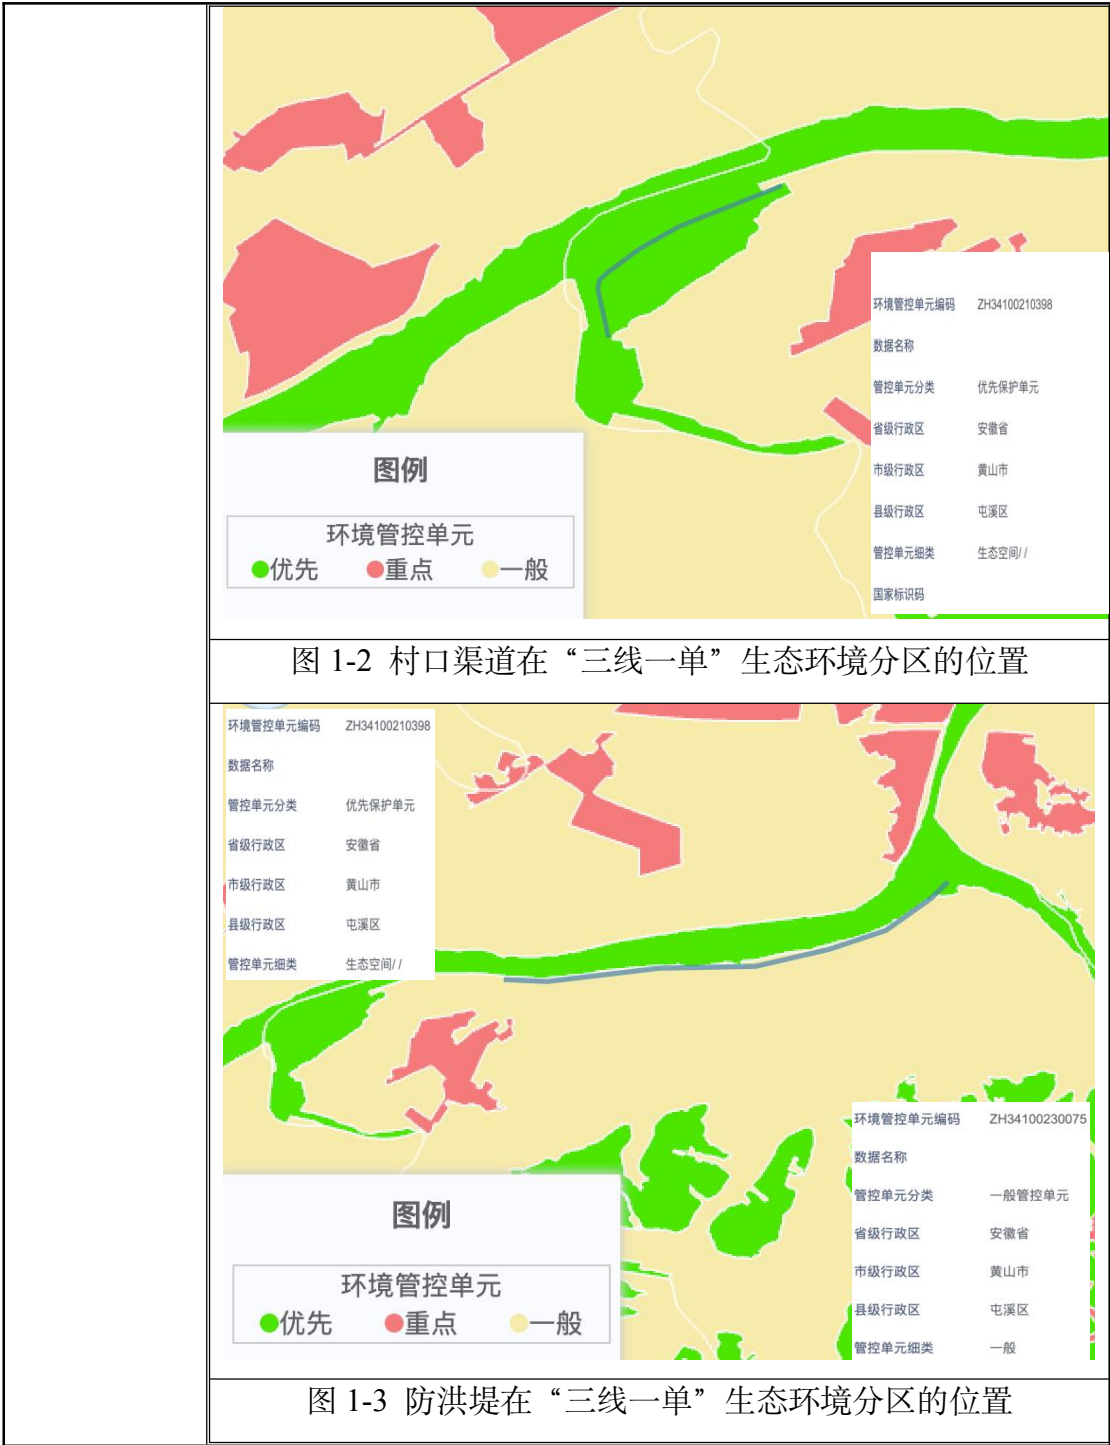 环境管控单元编码 ZH34100210398
数据名称
管控单元分类 优先保护单元
省级行政区 安徽省
市级行政区 黄山市
县级行政区 屯溪区
管控单元细类 生态空间/ /
国家标识码
图例
环境管控单元
优先 重点 一般
图 1-2 村口渠道在“三线一单”生态环境分区的位置
环境管控单元编码 ZH34100210398
数据名称
管控单元分类 优先保护单元
省级行政区 安徽省
市级行政区 黄山市
县级行政区 屯溪区
管控单元细类 生态空间/ /
环境管控单元编码 ZH34100230075
数据名称
管控单元分类 一般管控单元
省级行政区 安徽省
市级行政区 黄山市
县级行政区 屯溪区
管控单元细类 一般
图例
环境管控单元
优先 重点 一般
图 1-3 防洪堤在“三线一单”生态环境分区的位置